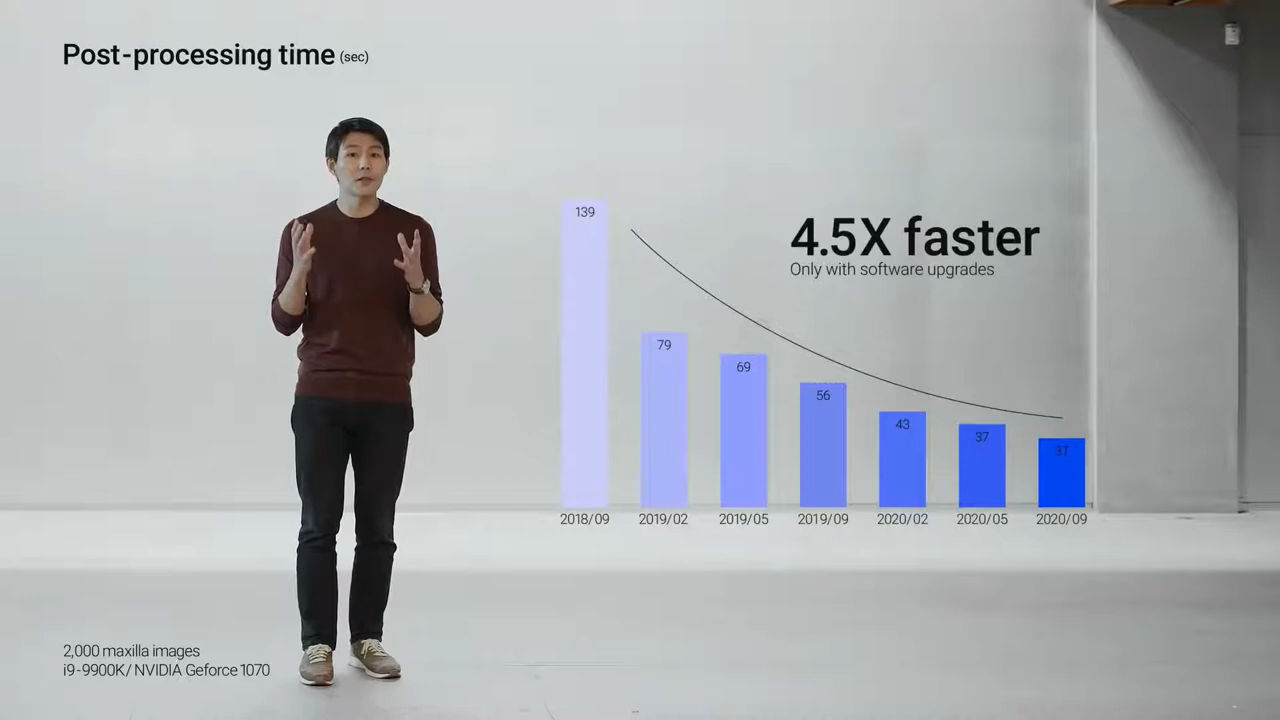 Post-processing time (sec)
139
4.5X faster
Only with software upgrades
79
69
56
43
37
31
2018/09
2019/02
2019/05
2019/09
2020/02
2020/05
2020/09
2,000 maxilla images
i9-9900K/ NVIDIA Geforce 1070